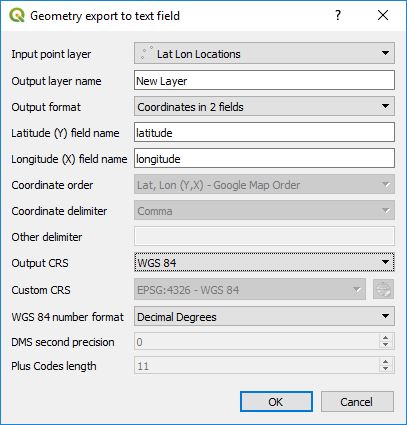 Geometry export to text field
Input point layer Lat Lon Locations
Output layer name New Layer
Output format Coordinates in 2 fields
Latitude (Y) field name latitude
Longitude (X) field name longitude
Coordinate order Lat, Lon (Y,X) - Google Map Order
Coordinate delimiter Comma
Other delimiter
Output CRS WGS 84
Custom CRS EPSG:4326 - WGS 84
WGS 84 number format Decimal Degrees
DMS second precision 0
Plus Codes length 11
OK Cancel